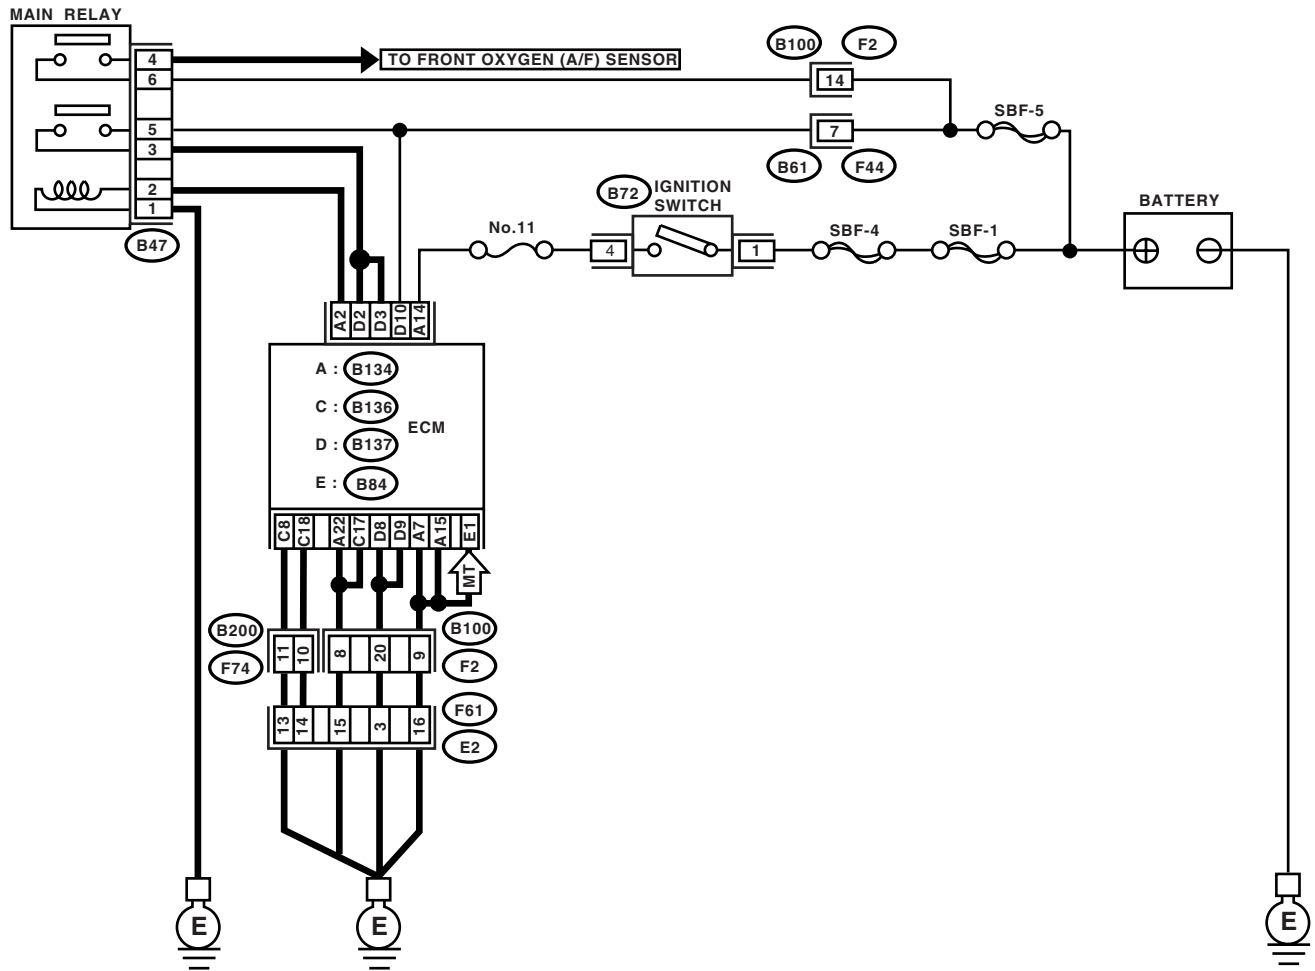 MAIN RELAY
4
TO FRONT OXYGEN (A/F) SENSOR
6
5
3
2
1
B47
B100 F2
14
7
B61 F44
SBF-5
B72 IGNITION
SWITCH
No.11
4
1
SBF-4
SBF-1
BATTERY
A2 D2 D3 D10 A14
A : B134
C : B136
D : B137
E : B84
ECM
C8 C18 A22 C17 D8 D9 A7 A15 E1
MT
B200
F74
11 10 8 20 9
B100
F2
13 14 15 3 16
F61
E2
E
E
E